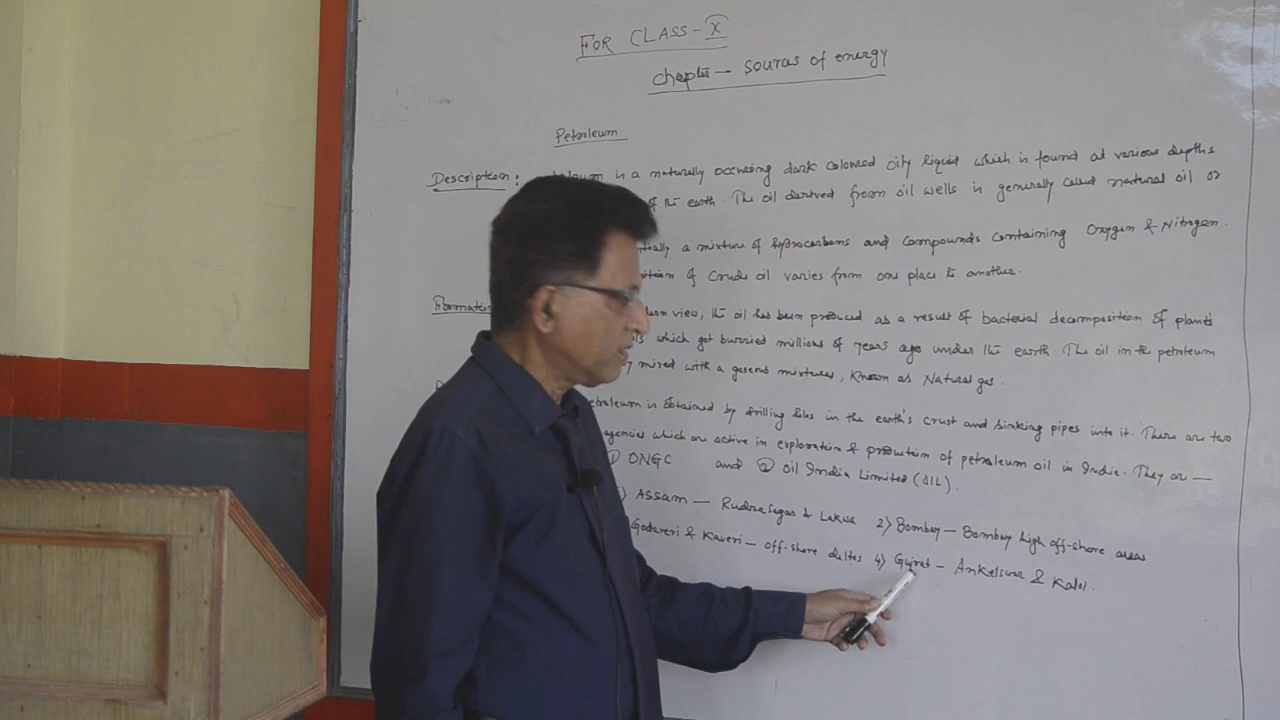 FOR CLASS - X
Chapter - Sources of energy
Petroleum
Description: is a naturally occuring dark coloured oily liquid which is found at various depths
of the earth. The oil derived from oil wells is generally called natural oil or
a mixture of hydrocarbons and compounds containing Oxygen & Nitrogen.
of Crude oil varies from one place to another.
view, the oil has been produced as a result of bacterial decomposition of plants
which got burried millions of years ago under the earth. The oil in the petroleum
mixed with a gaseous mixtures, known as Natural gas.
is obtained by drilling holes in the earth's crust and sinking pipes into it. There are two
agencies which are active in exploration & production of petroleum oil in India. They are —
① ONGC and ② Oil India Limited (OIL).
Assam — Rudrasagar & Lakwa 2) Bombay — Bombay high off-shore areas
Godaveri & Kaveri — off-shore deltas 4) Gujrat — Ankelswar & Kalol.